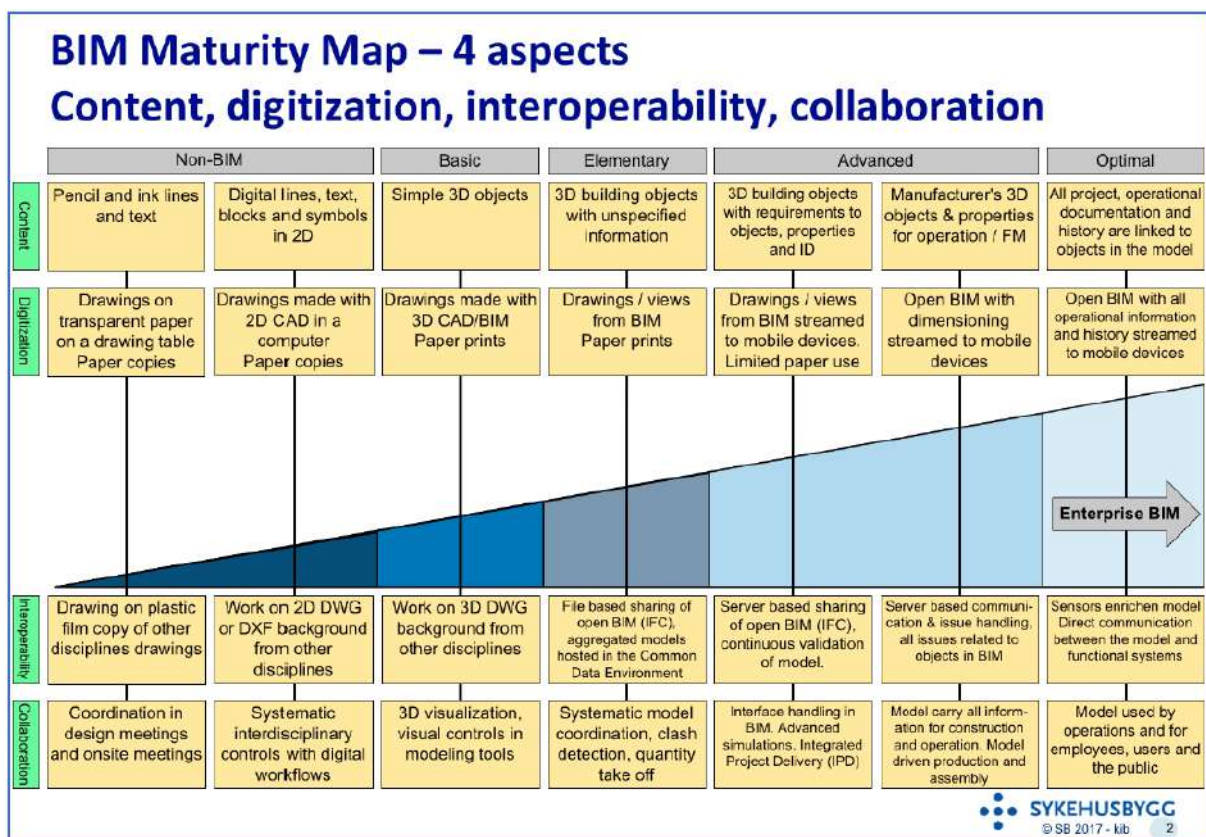 BIM Maturity Map – 4 aspects
Content, digitization, interoperability, collaboration
Non-BIM
Basic
Elementary
Advanced
Optimal
Content
Pencil and ink lines
and text
Digital lines, text,
blocks and symbols
in 2D
Simple 3D objects
3D building objects
with unspecified
information
3D building objects
with requirements to
objects, properties
and ID
Manufacturer's 3D
objects & properties
for operation / FM
All project, operational
documentation and
history are linked to
objects in the model
Digitization
Drawings on
transparent paper
on a drawing table
Paper copies
Drawings made with
2D CAD in a
computer
Paper copies
Drawings made with
3D CAD/BIM
Paper prints
Drawings / views
from BIM
Paper prints
Drawings / views
from BIM streamed
to mobile devices.
Limited paper use
Open BIM with
dimensioning
streamed to mobile
devices
Open BIM with all
operational information
and history streamed
to mobile devices
Enterprise BIM
Interoperability
Drawing on plastic
film copy of other
disciplines drawings
Work on 2D DWG
or DXF background
from other
disciplines
Work on 3D DWG
background from
other disciplines
File based sharing of
open BIM (IFC),
aggregated models
hosted in the Common
Data Environment
Server based sharing
of open BIM (IFC),
continuous validation
of model.
Server based communi-
cation & issue handling,
all issues related to
objects in BIM
Sensors enrichen model
Direct communication
between the model and
functional systems
Collaboration
Coordination in
design meetings
and onsite meetings
Systematic
interdisciplinary
controls with digital
workflows
3D visualization,
visual controls in
modeling tools
Systematic model
coordination, clash
detection, quantity
take off
Interface handling in
BIM. Advanced
simulations. Integrated
Project Delivery (IPD)
Model carry all infor-
mation for construction
and operation. Model
driven production and
assembly
Model used by
operations and for
employees, users and
the public
SYKEHUSBYGG
© SB 2017 - kib 2